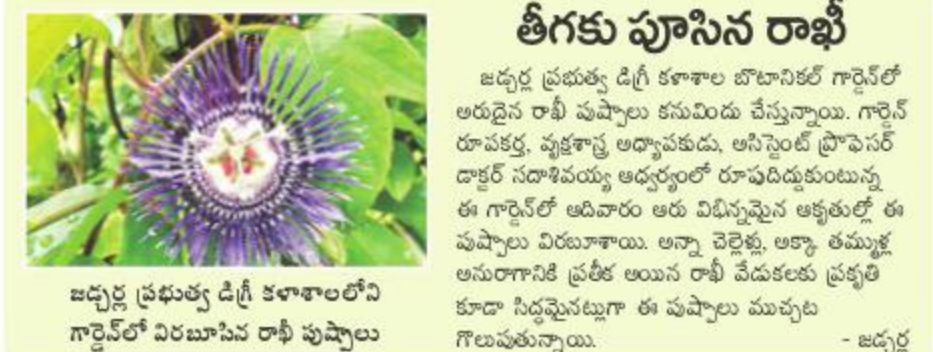 తీగకు పూసిన రాఖీ
జడ్చర్ల ప్రభుత్వ డిగ్రీ కళాశాల బొటానికల్ గార్డెన్‌లో
అరుదైన రాఖీ పుష్పాలు కనువిందు చేస్తున్నాయి. గార్డెన్
రూపకర్త, వృక్షశాస్త్ర అధ్యాపకుడు, అసిస్టెంట్ ప్రొఫెసర్
డాక్టర్ సదాశివయ్య ఆధ్వర్యంలో రూపుదిద్దుకుంటున్న
ఈ గార్డెన్‌లో ఆదివారం ఆరు విభిన్నమైన ఆకృతుల్లో ఈ
పుష్పాలు విరబూశాయి. అన్నా చెల్లెళ్లు, అక్కా తమ్ముళ్ల
అనురాగానికి ప్రతీక అయిన రాఖీ వేడుకలకు ప్రకృతి
కూడా సిద్ధమైనట్లుగా ఈ పుష్పాలు ముచ్చట
గొలుపుతున్నాయి. - జడ్చర్ల
జడ్చర్ల ప్రభుత్వ డిగ్రీ కళాశాలలోని
గార్డెన్‌లో విరబూసిన రాఖీ పుష్పాలు